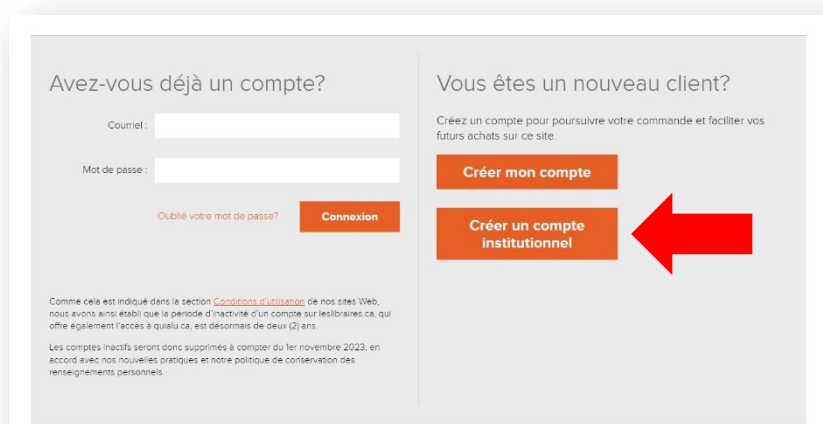 Avez-vous déjà un compte?
Courriel :
Mot de passe :
Oublié votre mot de passe?
Connexion
Comme cela est indiqué dans la section Conditions d'utilisation de nos sites Web,
nous avons ainsi établi que la période d'inactivité d'un compte sur leslibraires.ca, qui
offre également l'accès à quialu.ca, est désormais de deux (2) ans.
Les comptes inactifs seront donc supprimés à compter du 1er novembre 2023, en
accord avec nos nouvelles pratiques et notre politique de conservation des
renseignements personnels.
Vous êtes un nouveau client?
Créez un compte pour poursuivre votre commande et faciliter vos
futurs achats sur ce site.
Créer mon compte
Créer un compte
institutionnel